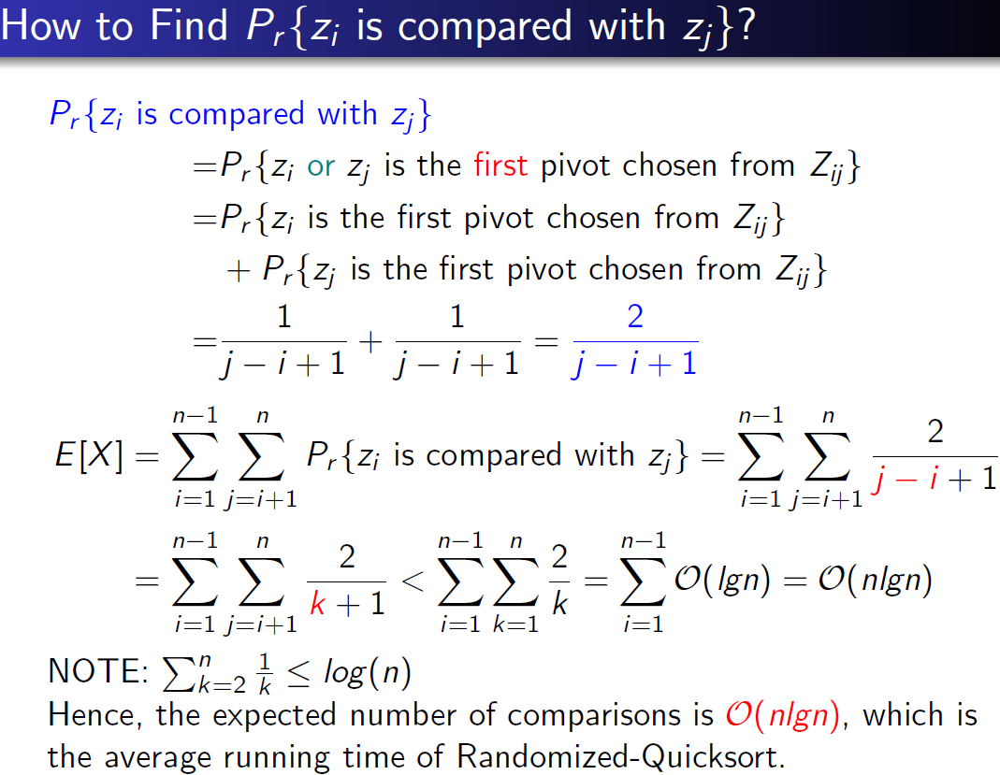 How to Find P_r{z_i is compared with z_j}?
P_r{z_i is compared with z_j}
=P_r{z_i or z_j is the first pivot chosen from Z_{ij}}
=P_r{z_i is the first pivot chosen from Z_{ij}}
+ P_r{z_j is the first pivot chosen from Z_{ij}}
=\frac{1}{j − i + 1} + \frac{1}{j − i + 1} = \frac{2}{j − i + 1}
E[X] = \sum_{i=1}^{n−1} \sum_{j=i+1}^{n} P_r{z_i is compared with z_j} = \sum_{i=1}^{n−1} \sum_{j=i+1}^{n} \frac{2}{j − i + 1}
= \sum_{i=1}^{n−1} \sum_{j=i+1}^{n} \frac{2}{k + 1} < \sum_{i=1}^{n−1} \sum_{k=1}^{n} \frac{2}{k} = \sum_{i=1}^{n−1} O(lgn) = O(nlgn)
NOTE: \sum_{k=2}^{n} \frac{1}{k} ≤ log(n)
Hence, the expected number of comparisons is O(nlgn), which is
the average running time of Randomized-Quicksort.